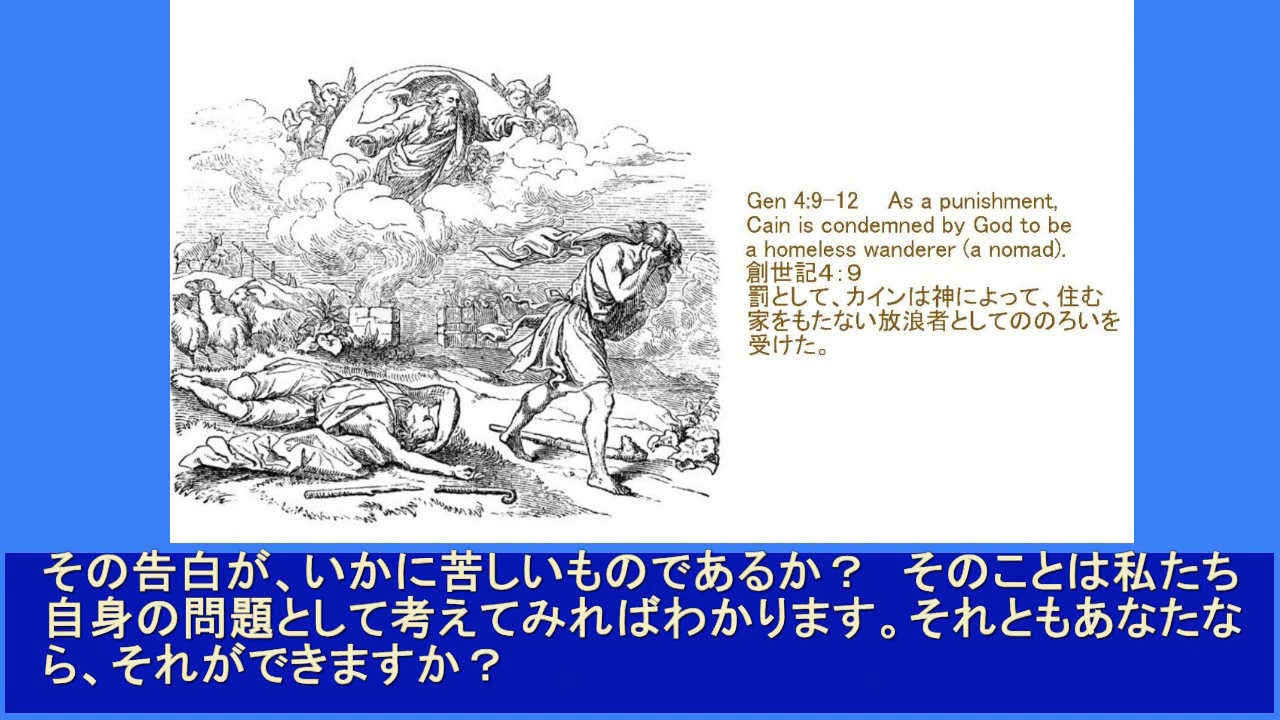 Gen 4:9-12　As a punishment,
Cain is condemned by God to be
a homeless wanderer (a nomad).
創世記４：９
罰として、カインは神によって、住む
家をもたない放浪者としてののろいを
受けた。
その告白が、いかに苦しいものであるか？　そのことは私たち
自身の問題として考えてみればわかります。それともあなたな
ら、それができますか？